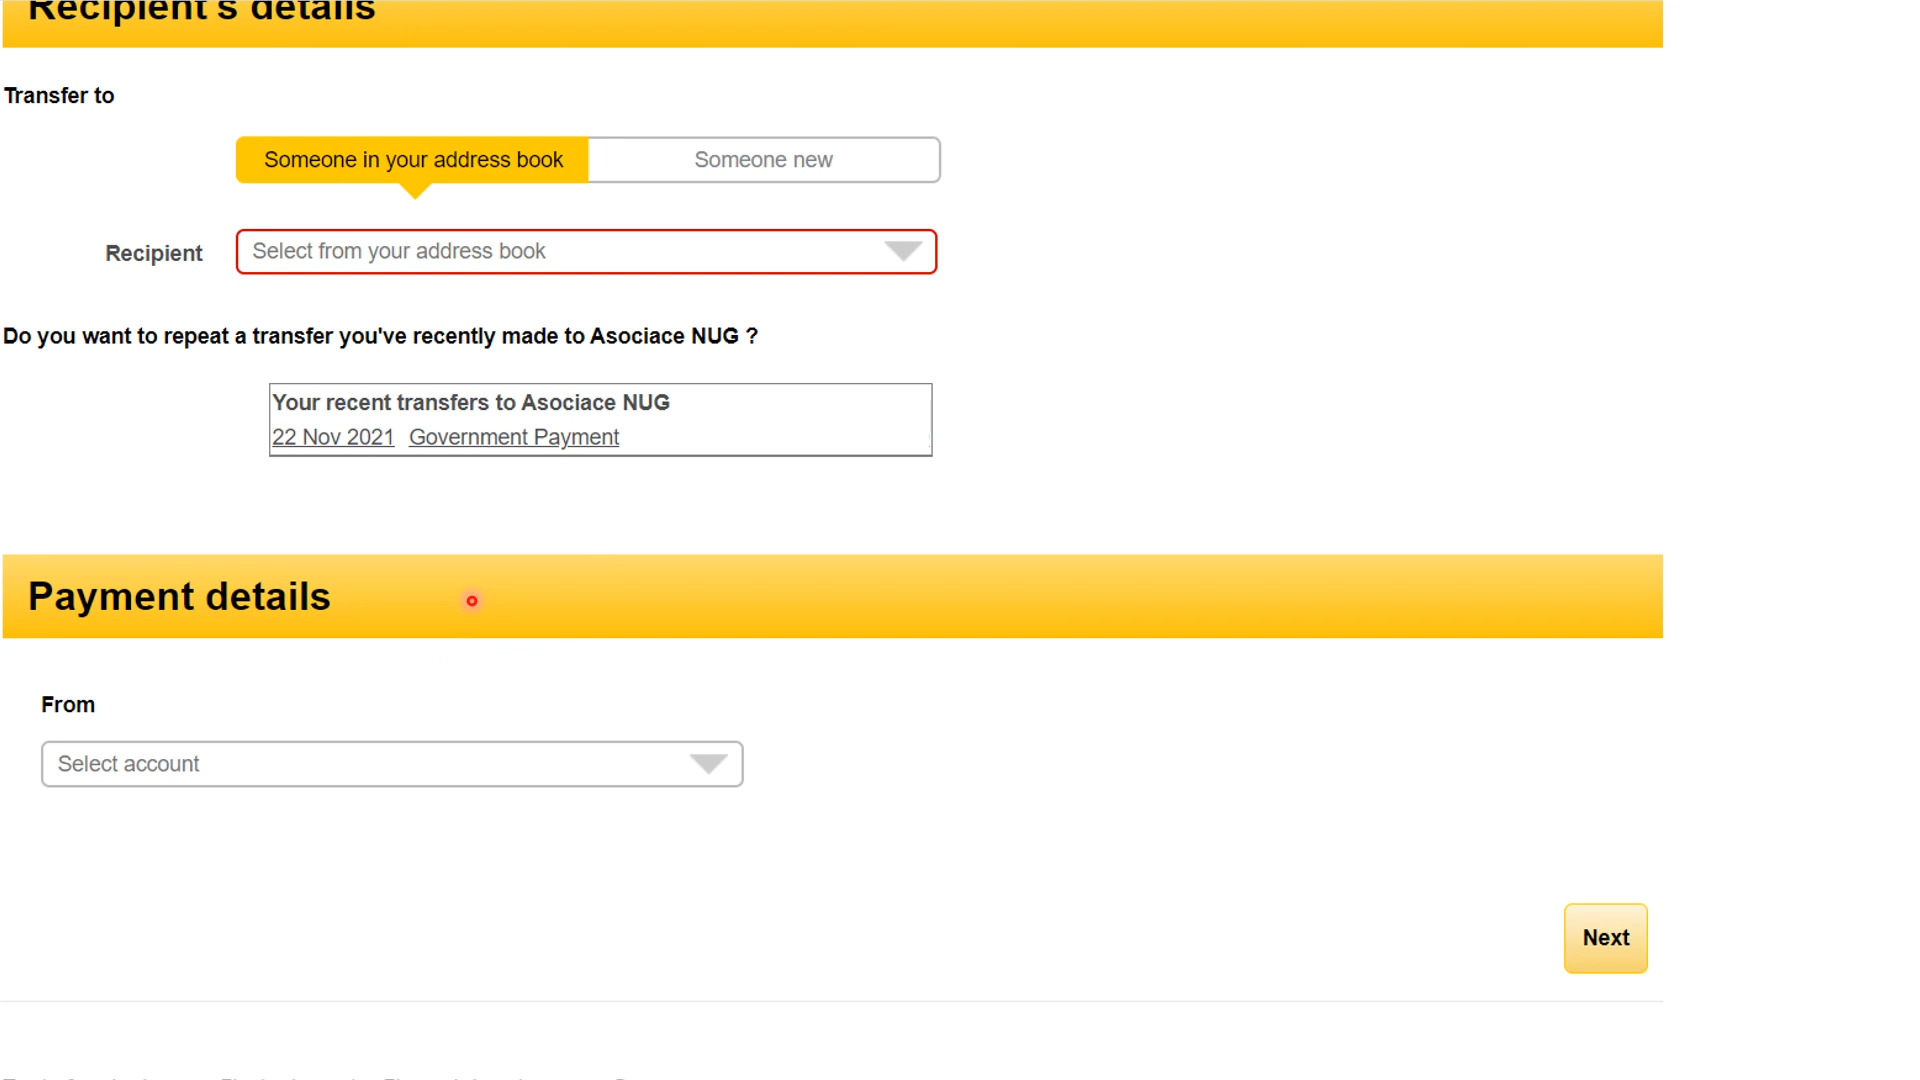 Recipient's details
Transfer to
Someone in your address book
Someone new
Recipient
Select from your address book
Do you want to repeat a transfer you've recently made to Asociace NUG ?
Your recent transfers to Asociace NUG
22 Nov 2021 Government Payment
Payment details
From
Select account
Next